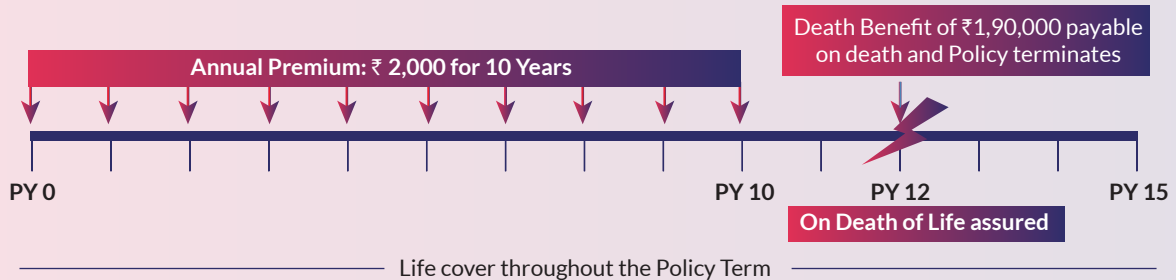 Death Benefit of ₹1,90,000 payable
on death and Policy terminates
Annual Premium: ₹ 2,000 for 10 Years
PY 0
PY 10
PY 12
PY 15
On Death of Life assured
Life cover throughout the Policy Term